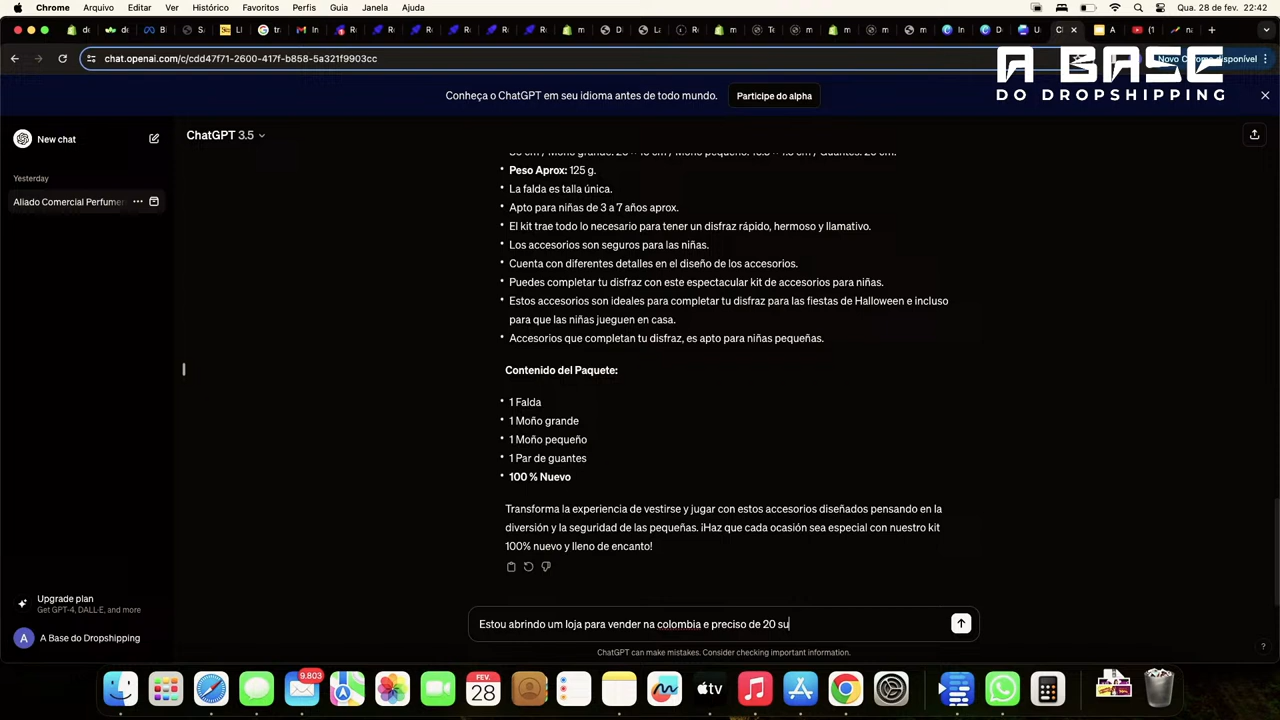 Chrome Arquivo Editar Ver Histórico Favoritos Perfis Guia Janela Ajuda Qua. 28 de fev. 22:42
chat.openai.com/c/cdd47f71-2600-417f-b858-5a321f9903cc
Novo Chrome disponível
A BASE
DO DROPSHIPPING
Conheça o ChatGPT em seu idioma antes de todo mundo. Participe do alpha
New chat
ChatGPT 3.5
Yesterday
Aliado Comercial Perfumer
Peso Aprox: 125 g.
La falda es talla única.
Apto para niñas de 3 a 7 años aprox.
El kit trae todo lo necesario para tener un disfraz rápido, hermoso y llamativo.
Los accesorios son seguros para las niñas.
Cuenta con diferentes detalles en el diseño de los accesorios.
Puedes completar tu disfraz con este espectacular kit de accesorios para niñas.
Estos accesorios son ideales para completar tu disfraz para las fiestas de Halloween e incluso
para que las niñas jueguen en casa.
Accesorios que completan tu disfraz, es apto para niñas pequeñas.
Contenido del Paquete:
1 Falda
1 Moño grande
1 Moño pequeño
1 Par de guantes
100 % Nuevo
Transforma la experiencia de vestirse y jugar con estos accesorios diseñados pensando en la
diversión y la seguridad de las pequeñas. ¡Haz que cada ocasión sea especial con nuestro kit
100% nuevo y lleno de encanto!
Upgrade plan
Get GPT-4, DALL·E, and more
A A Base do Dropshipping
Estou abrindo um loja para vender na colombia e preciso de 20 su
ChatGPT can make mistakes. Consider checking important information.
?
9.803
FEV.
28
tv